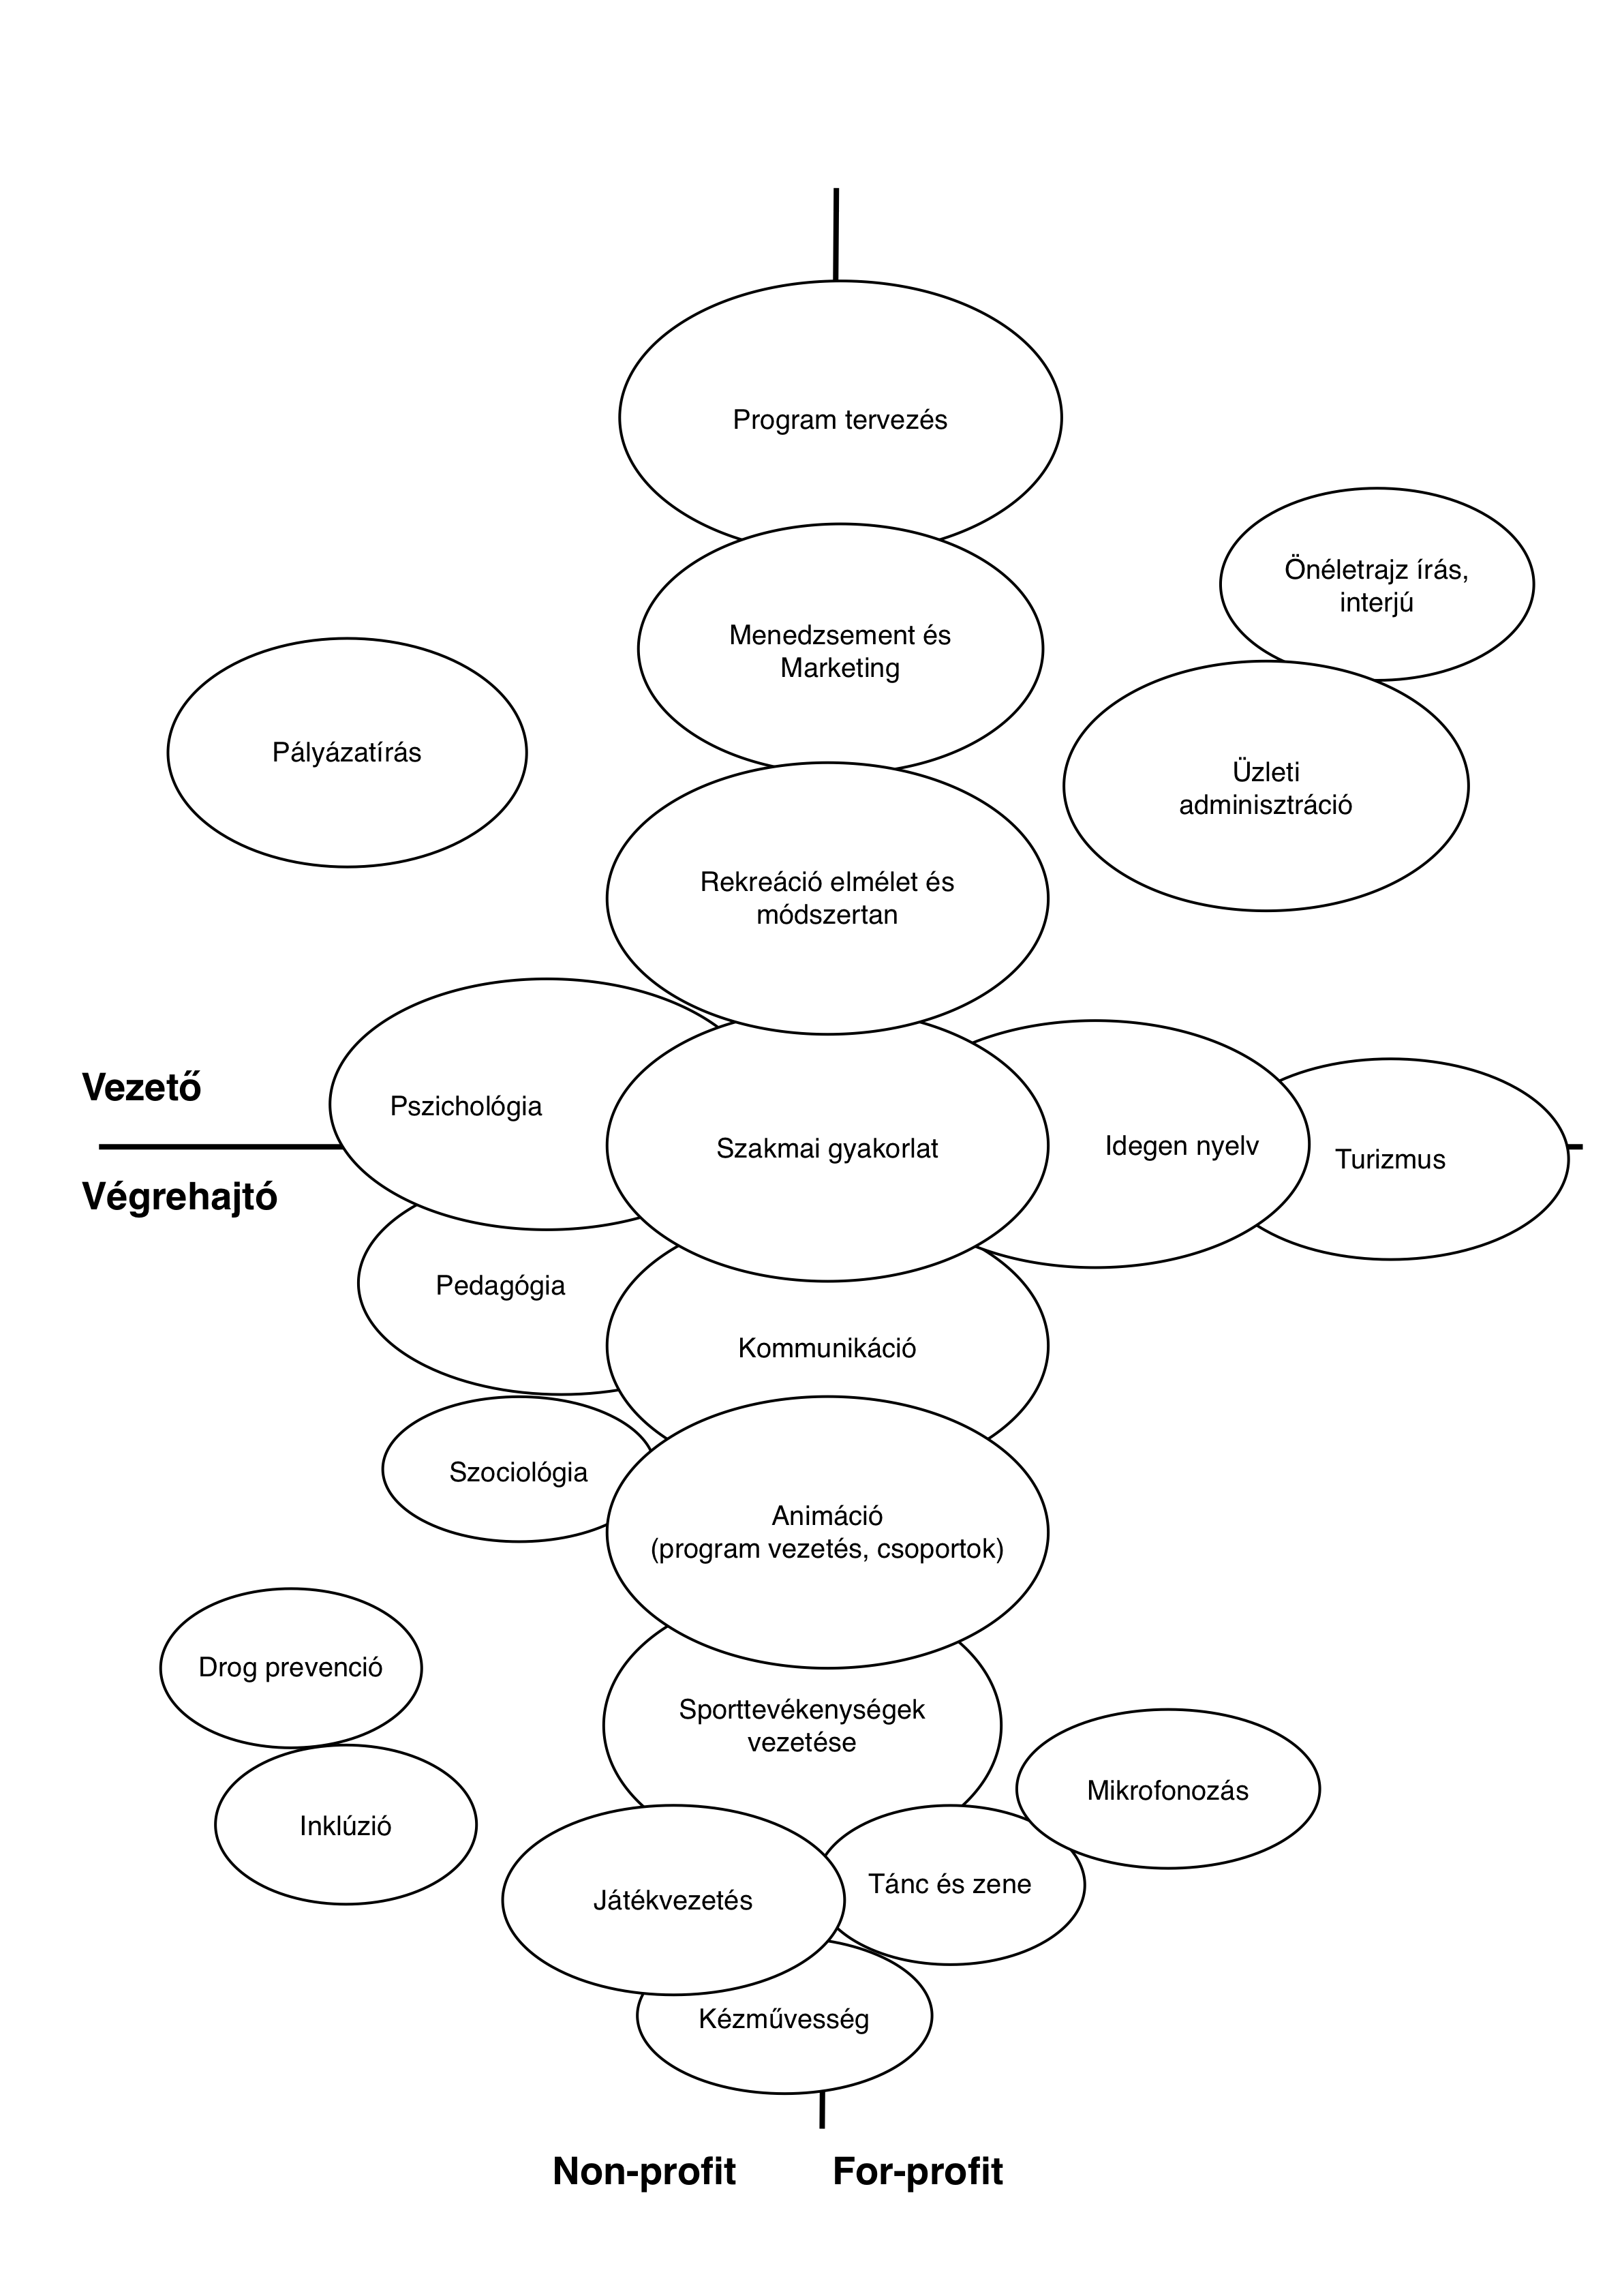 Program tervezés
Önéletrajz írás,
interjú
Menedzsement és
Marketing
Pályázatírás
Üzleti
adminisztráció
Rekreáció elmélet és
módszertan
Vezető
Pszichológia
Szakmai gyakorlat
Idegen nyelv
Turizmus
Végrehajtó
Pedagógia
Kommunikáció
Szociológia
Animáció
(program vezetés, csoportok)
Drog prevenció
Sporttevékenységek
vezetése
Mikrofonozás
Inklúzió
Játékvezetés
Tánc és zene
Kézművesség
Non-profit
For-profit